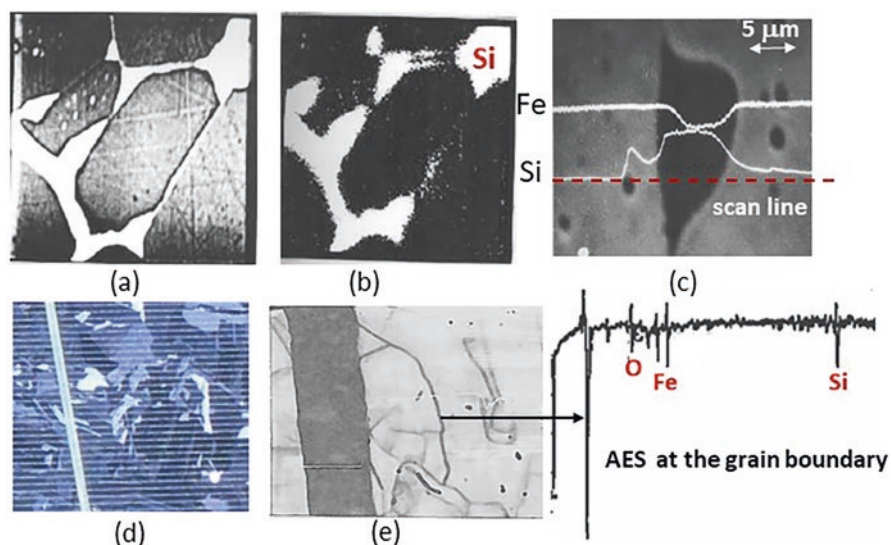 Si
5 μm
Fe
Si
scan line
(a)
(b)
(c)
O
Fe
Si
AES at the grain boundary
(d)
(e)